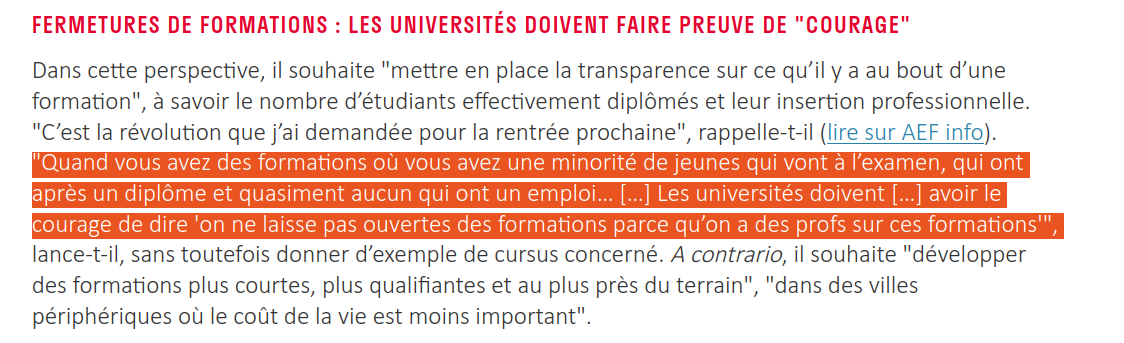 FERMETURES DE FORMATIONS : LES UNIVERSITÉS DOIVENT FAIRE PREUVE DE "COURAGE"
Dans cette perspective, il souhaite "mettre en place la transparence sur ce qu'il y a au bout d'une
formation", à savoir le nombre d'étudiants effectivement diplômés et leur insertion professionnelle.
"C'est la révolution que j'ai demandée pour la rentrée prochaine", rappelle-t-il (lire sur AEF info).
"Quand vous avez des formations où vous avez une minorité de jeunes qui vont à l'examen, qui ont
après un diplôme et quasiment aucun qui ont un emploi… […] Les universités doivent […] avoir le
courage de dire 'on ne laisse pas ouvertes des formations parce qu'on a des profs sur ces formations'",
lance-t-il, sans toutefois donner d'exemple de cursus concerné. A contrario, il souhaite "développer
des formations plus courtes, plus qualifiantes et au plus près du terrain", "dans des villes
périphériques où le coût de la vie est moins important".